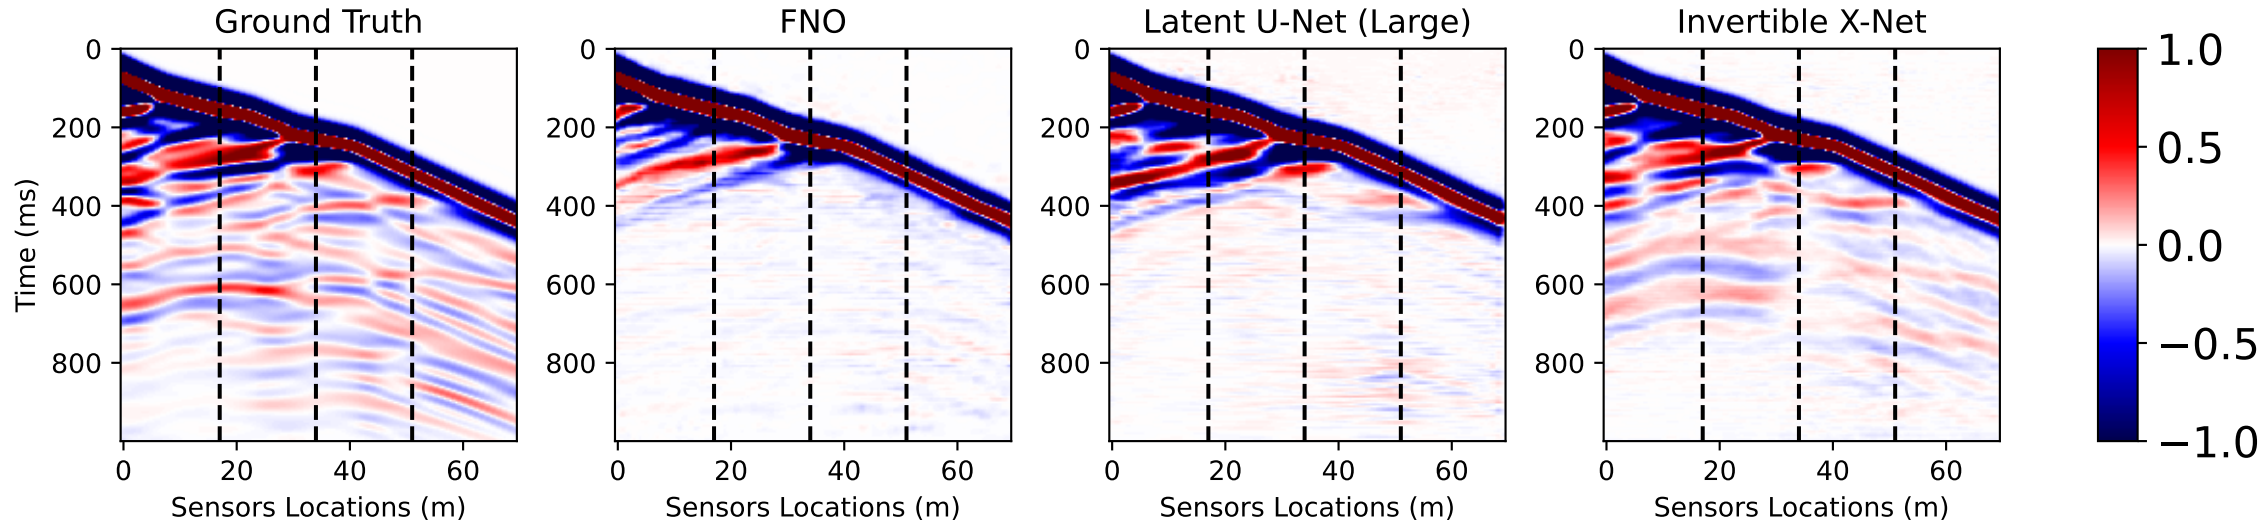 Ground Truth
FNO
Latent U-Net (Large)
Invertible X-Net
0
200
400
600
800
Time (ms)
0 20 40 60
Sensors Locations (m)
0
200
400
600
800
0 20 40 60
Sensors Locations (m)
0
200
400
600
800
0 20 40 60
Sensors Locations (m)
0
200
400
600
800
0 20 40 60
Sensors Locations (m)
1.0
0.5
0.0
−0.5
−1.0